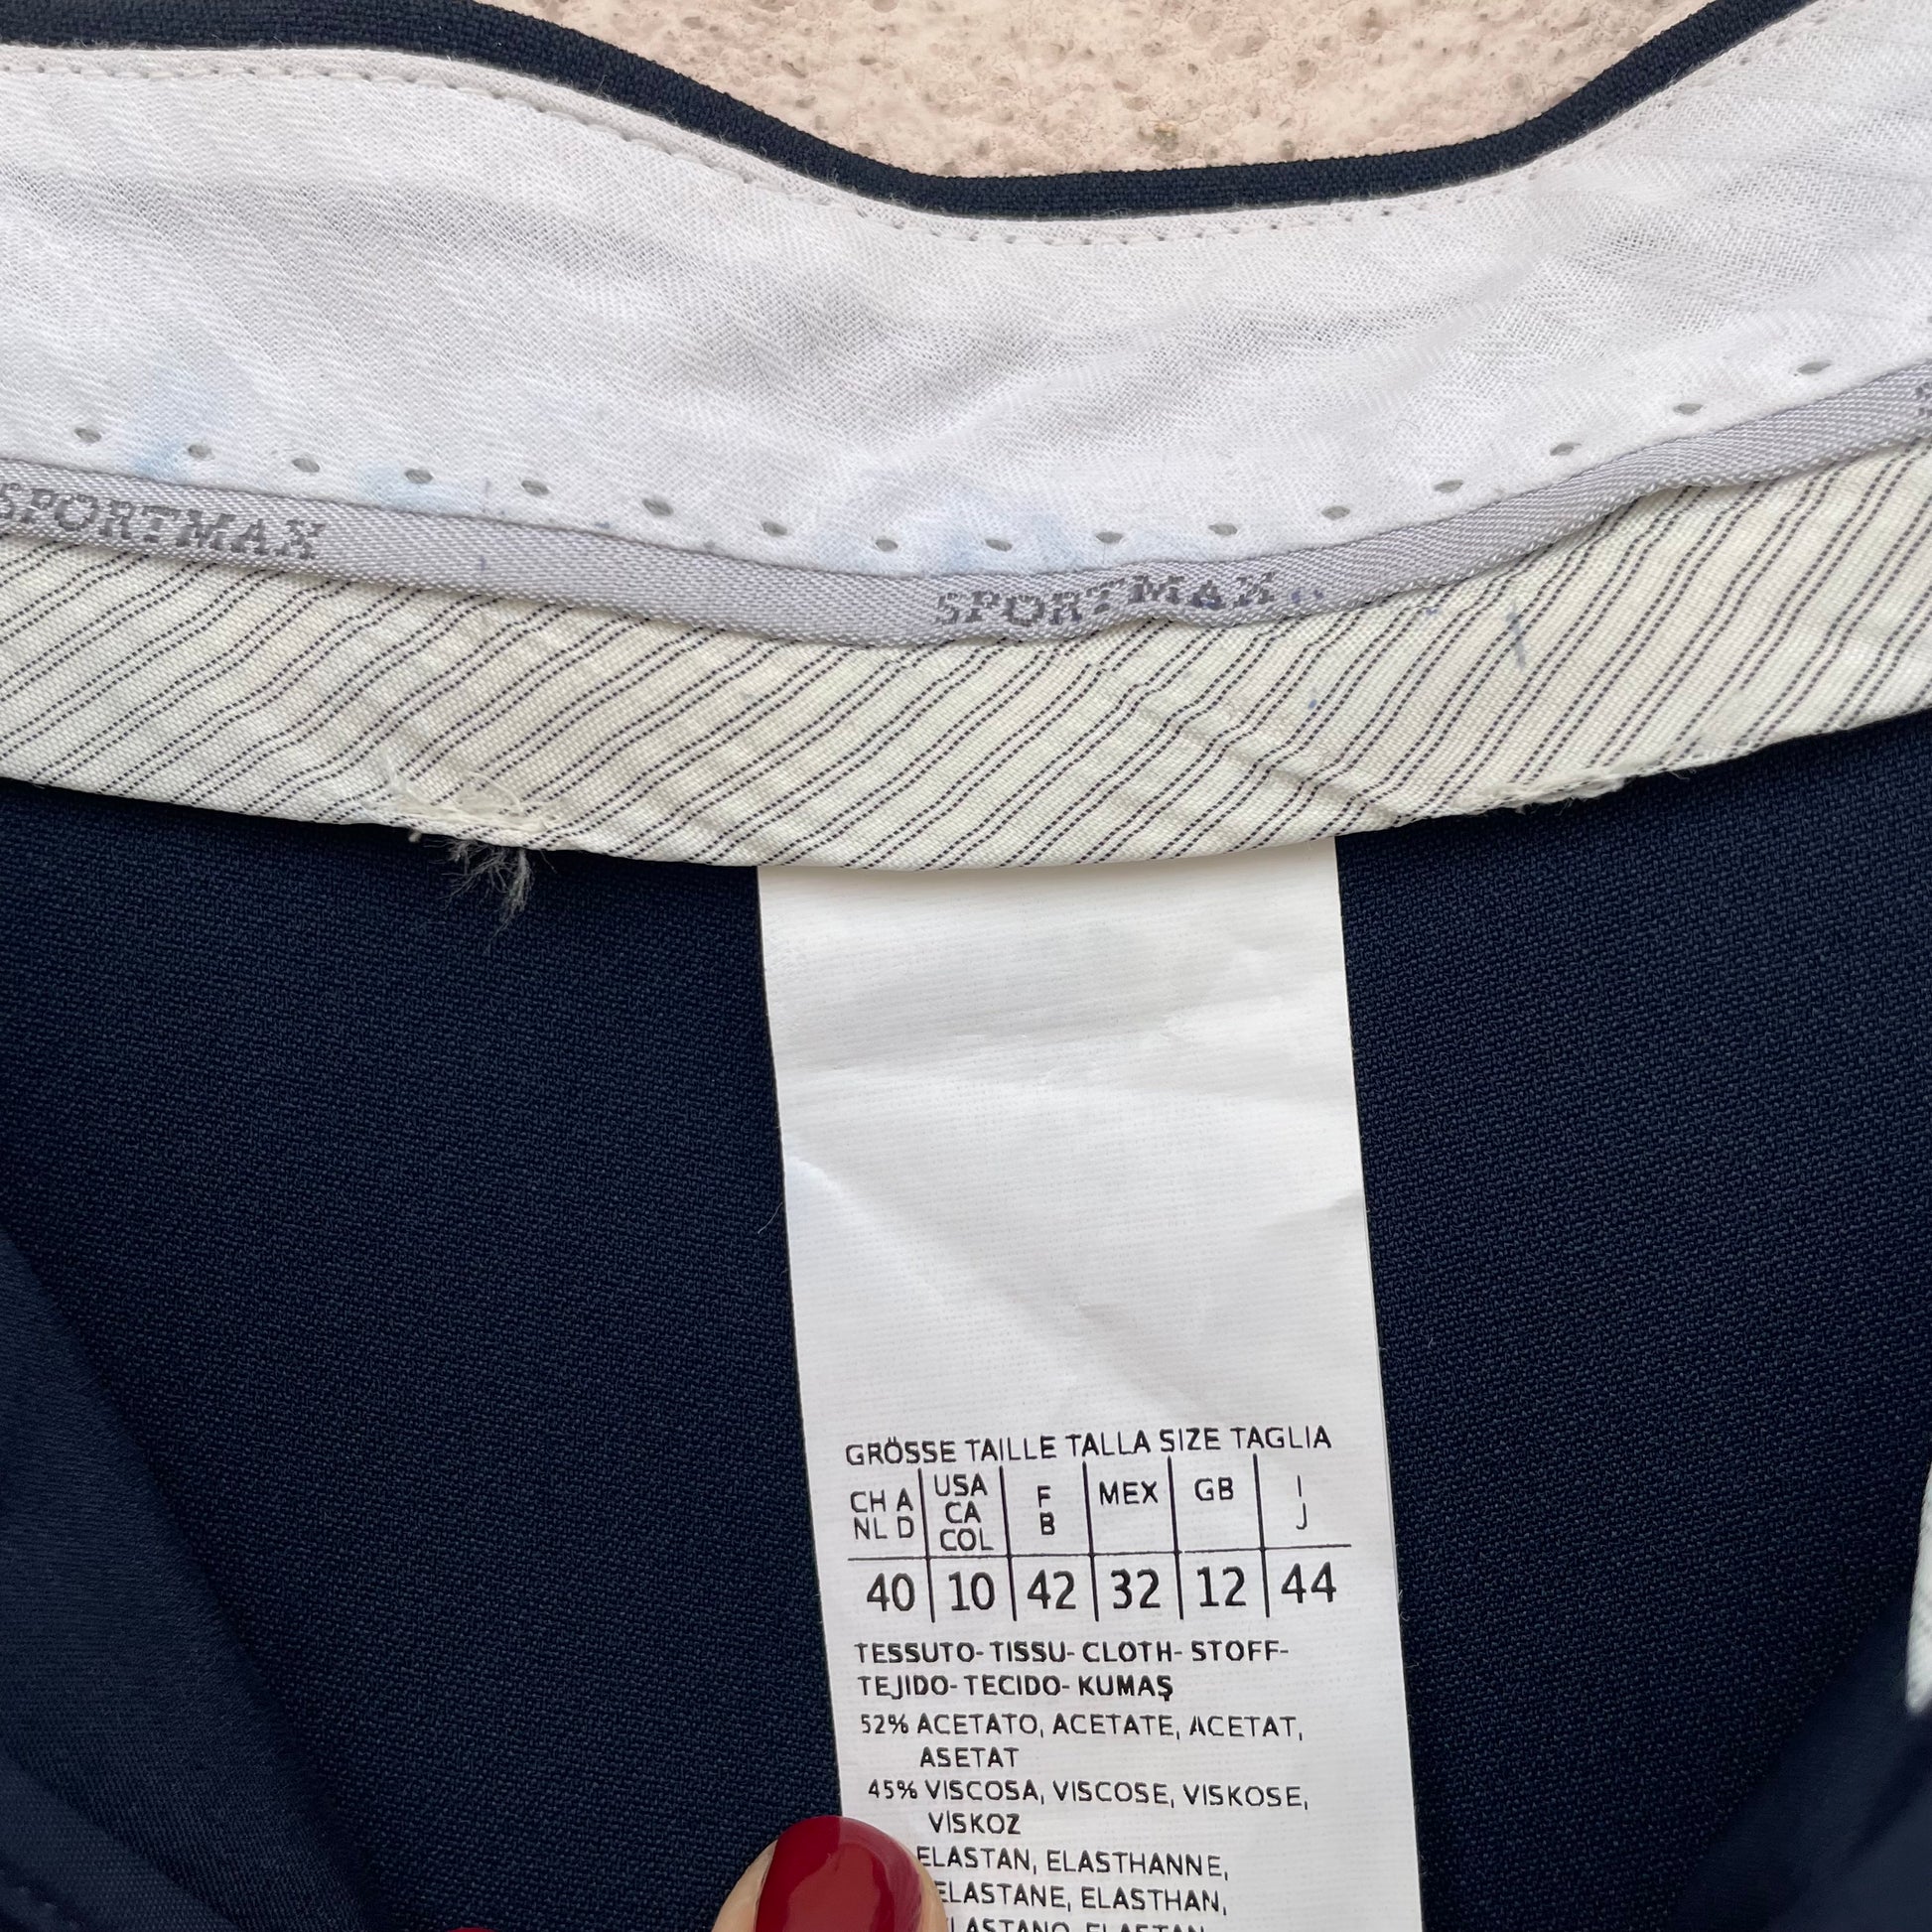 SPORTMAX
SPORTMAX
GRÖSSE TAILLE TALLA SIZE TAGLIA
CH A NL D | USA CA COL | F B | MEX | GB | I J
40 | 10 | 42 | 32 | 12 | 44
TESSUTO- TISSU- CLOTH- STOFF-
TEJIDO- TECIDO- KUMAŞ
52% ACETATO, ACETATE, ACETAT,
ASETAT
45% VISCOSA, VISCOSE, VISKOSE,
VİSKOZ
ELASTAN, ELASTHANNE,
ELASTANE, ELASTHAN,